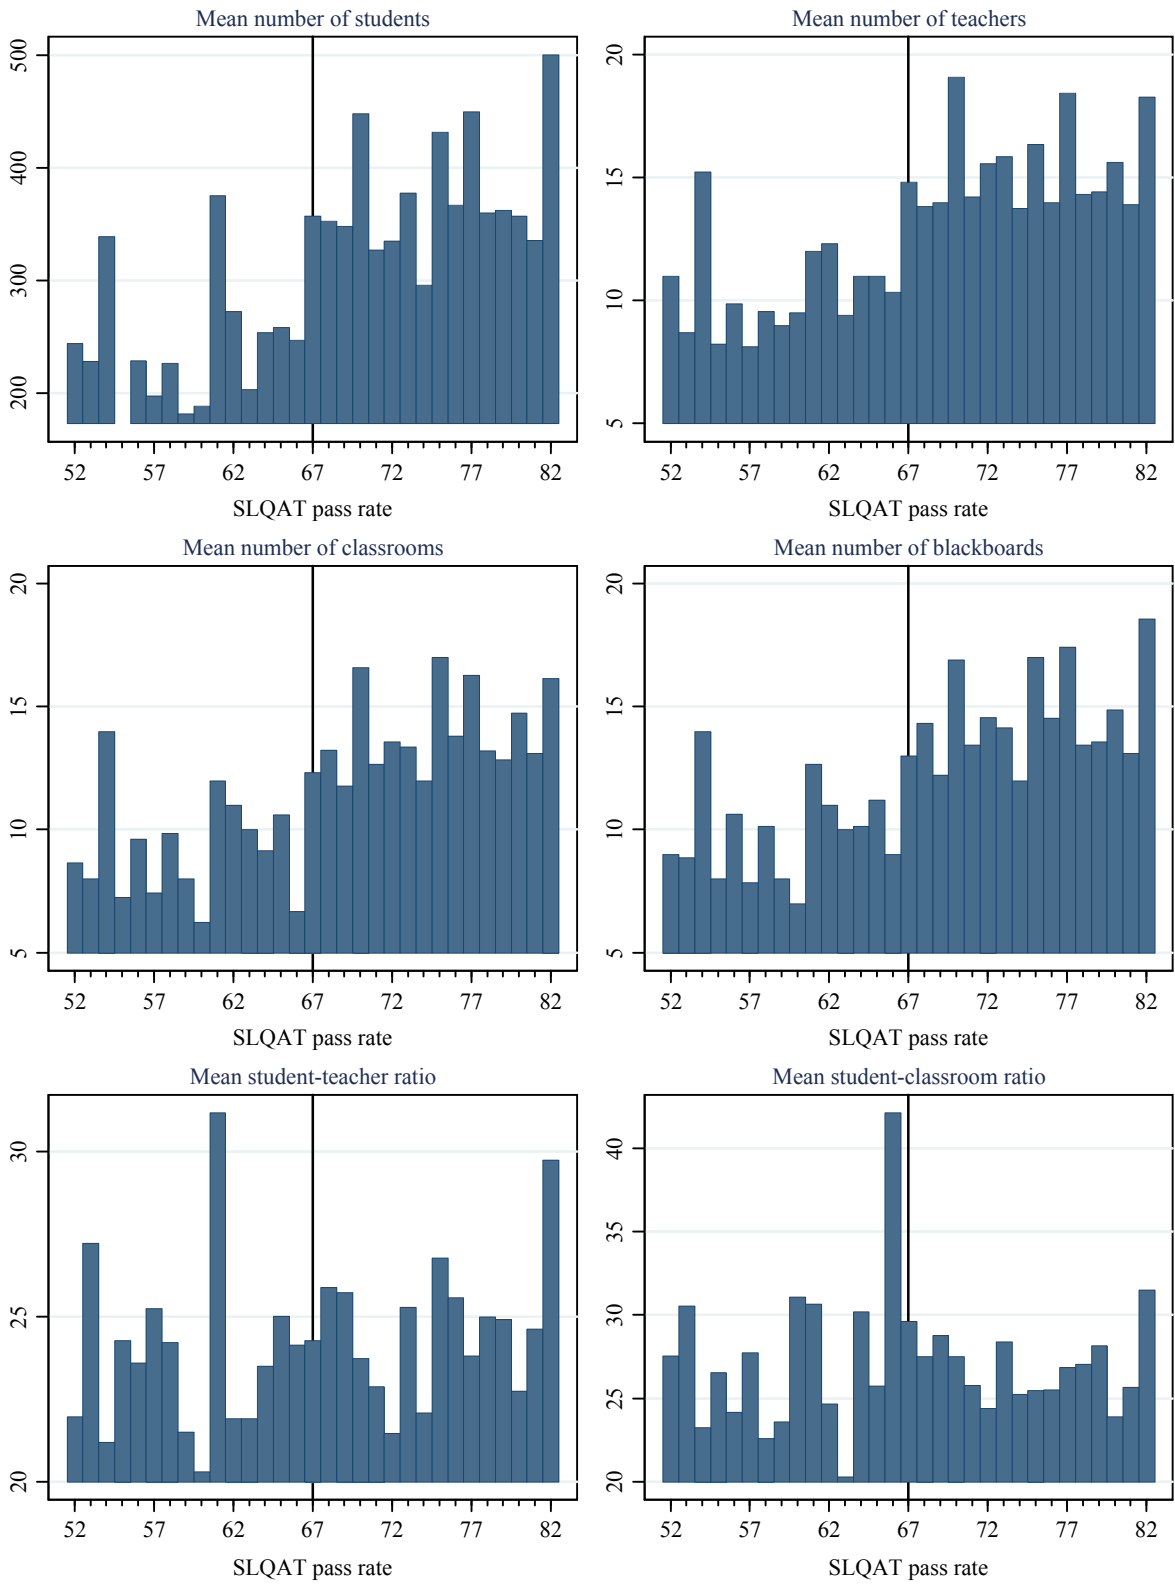 Mean number of students
500
400
300
200
52 57 62 67 72 77 82
SLQAT pass rate
Mean number of teachers
20
15
10
5
52 57 62 67 72 77 82
SLQAT pass rate
Mean number of classrooms
20
15
10
5
52 57 62 67 72 77 82
SLQAT pass rate
Mean number of blackboards
20
15
10
5
52 57 62 67 72 77 82
SLQAT pass rate
Mean student-teacher ratio
30
25
20
52 57 62 67 72 77 82
SLQAT pass rate
Mean student-classroom ratio
40
35
30
25
20
52 57 62 67 72 77 82
SLQAT pass rate